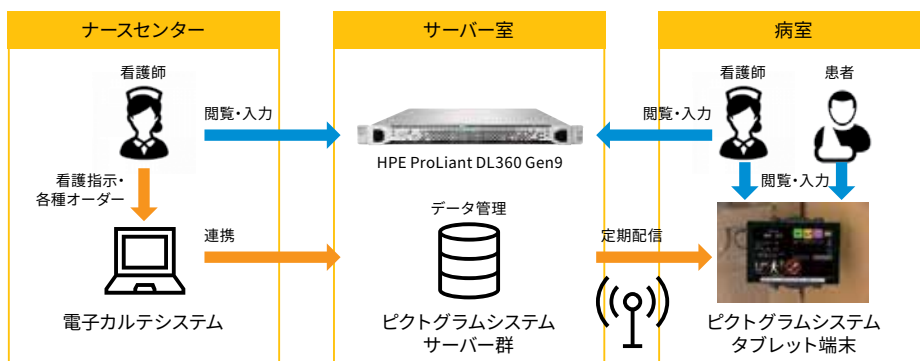 ナースセンター
サーバー室
病室
看護師
看護師
患者
閲覧・入力
閲覧・入力
HPE ProLiant DL360 Gen9
看護指示・
各種オーダー
閲覧・入力
データ管理
連携
定期配信
電子カルテシステム
ピクトグラムシステム
サーバー群
ピクトグラムシステム
タブレット端末